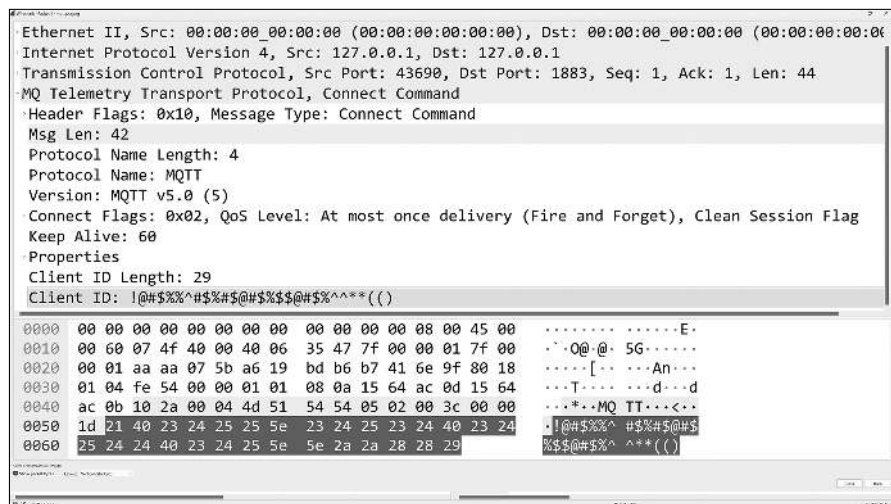 Ethernet II, Src: 00:00:00_00:00:00 (00:00:00:00:00:00), Dst: 00:00:00_00:00:00 (00:00:00:00:00
Internet Protocol Version 4, Src: 127.0.0.1, Dst: 127.0.0.1
Transmission Control Protocol, Src Port: 43690, Dst Port: 1883, Seq: 1, Ack: 1, Len: 44
MQ Telemetry Transport Protocol, Connect Command
Header Flags: 0x10, Message Type: Connect Command
Msg Len: 42
Protocol Name Length: 4
Protocol Name: MQTT
Version: MQTT v5.0 (5)
Connect Flags: 0x02, QoS Level: At most once delivery (Fire and Forget), Clean Session Flag
Keep Alive: 60
Properties
Client ID Length: 29
Client ID: !@#$%%^#$%#$@#$%$$@#$%^^**(()
0000 00 00 00 00 00 00 00 00 00 00 00 00 08 00 45 00 ········ ······E·
0010 00 60 07 4f 40 00 40 06 35 47 7f 00 00 01 7f 00 ·`·O@·@· 5G······
0020 00 01 aa aa 07 5b a6 19 bd b6 b7 41 6e 9f 80 18 ·····[·· ···An···
0030 01 04 fe 54 00 00 01 01 08 0a 15 64 ac 0d 15 64 ···T···· ···d···d
0040 ac 0b 10 2a 00 04 4d 51 54 54 05 02 00 3c 00 00 ···*··MQ TT···<··
0050 1d 21 40 23 24 25 25 5e 23 24 25 23 24 40 23 24 ·!@#$%%^ #$%#$@#$
0060 25 24 24 40 23 24 25 5e 5e 2a 2a 28 28 29 %$$@#$%^ ^**(()